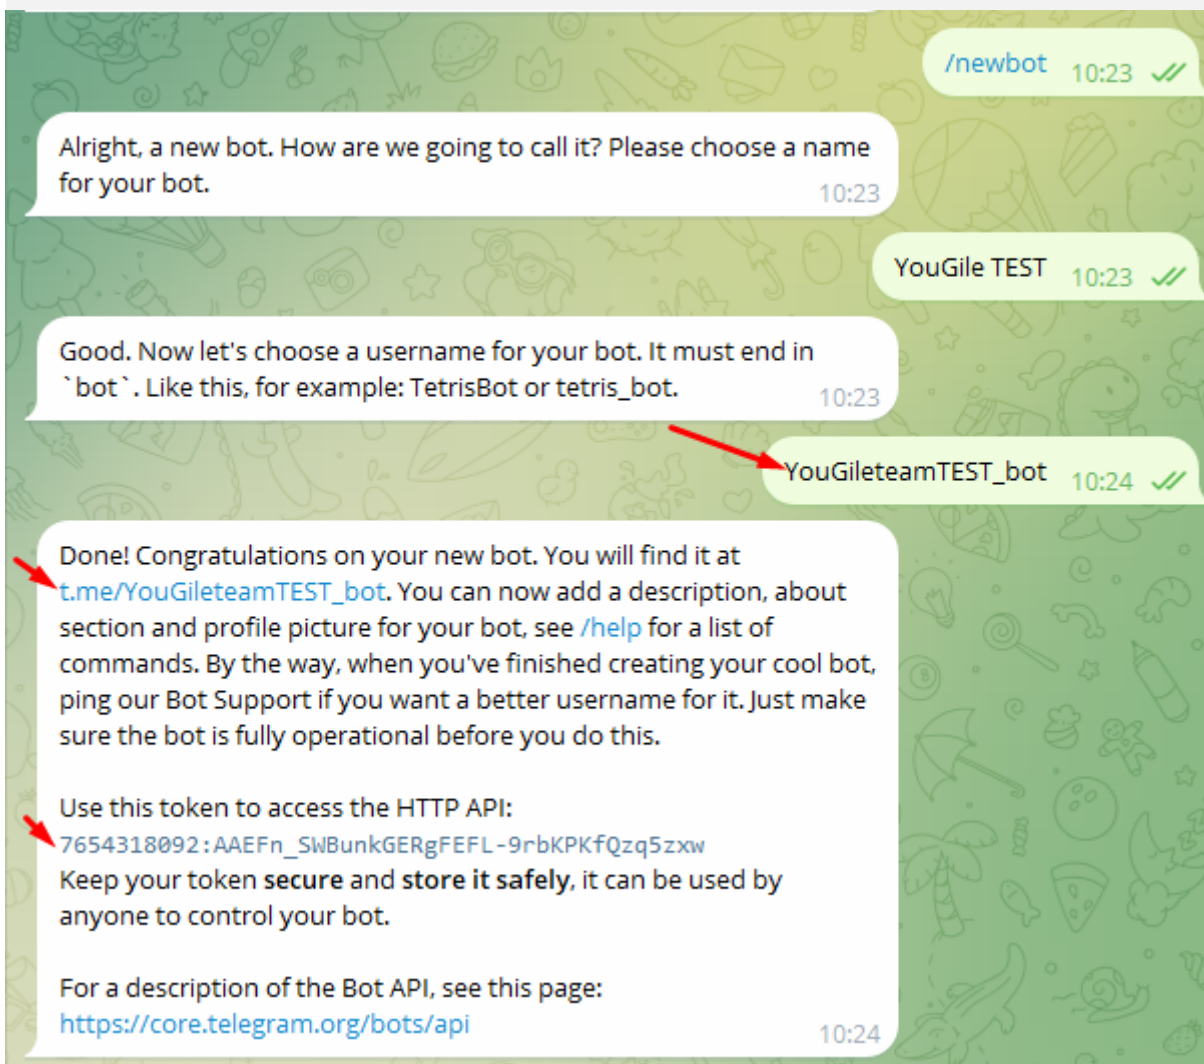 /newbot 10:23
Alright, a new bot. How are we going to call it? Please choose a name
for your bot.
10:23
YouGile TEST 10:23
Good. Now let's choose a username for your bot. It must end in
`bot`. Like this, for example: TetrisBot or tetris_bot.
10:23
YouGileteamTEST_bot 10:24
Done! Congratulations on your new bot. You will find it at
t.me/YouGileteamTEST_bot. You can now add a description, about
section and profile picture for your bot, see /help for a list of
commands. By the way, when you've finished creating your cool bot,
ping our Bot Support if you want a better username for it. Just make
sure the bot is fully operational before you do this.
Use this token to access the HTTP API:
7654318092:AAEFn_SWBunkGERgFEFL-9rbKPKfQzq5zxw
Keep your token secure and store it safely, it can be used by
anyone to control your bot.
For a description of the Bot API, see this page:
https://core.telegram.org/bots/api
10:24